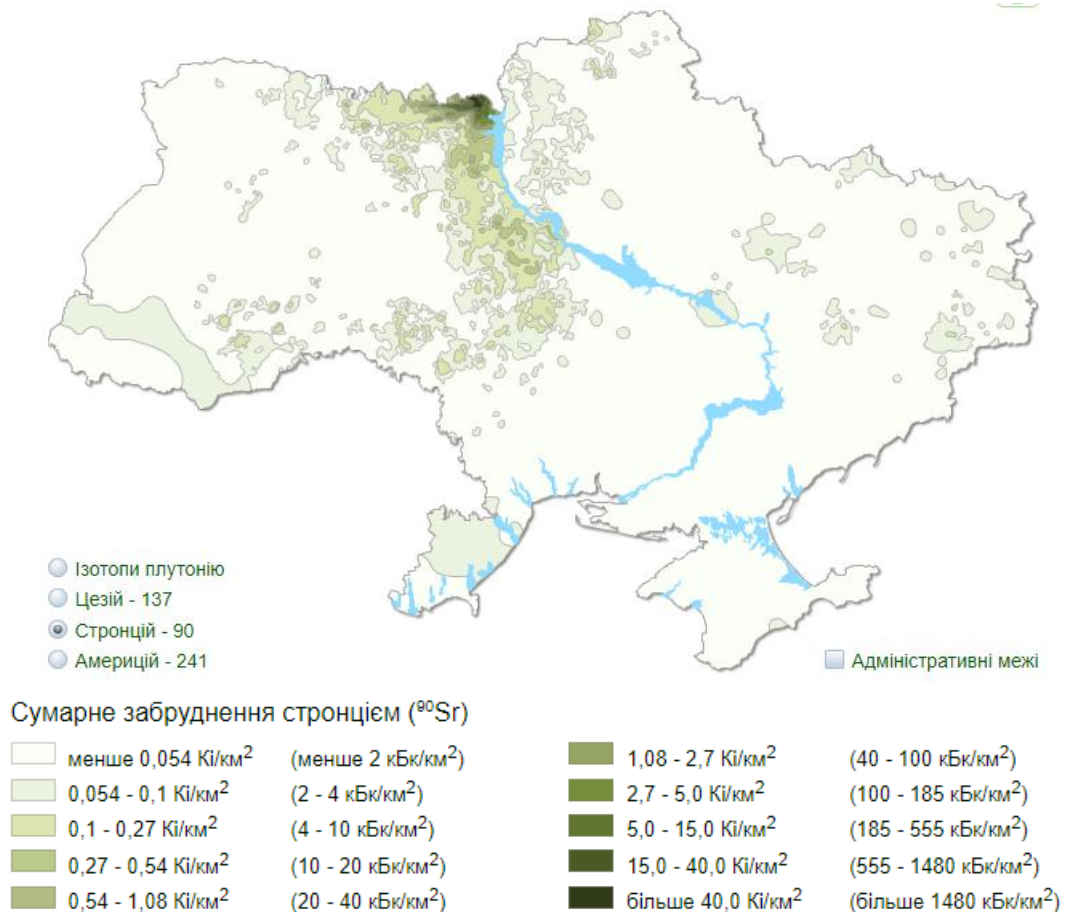 Ізотопи плутонію
Цезій - 137
Стронцій - 90
Америцій - 241
Адміністративні межі
Сумарне забруднення стронцієм (⁹⁰Sr)
менше 0,054 Кі/км² (менше 2 кБк/км²)
0,054 - 0,1 Кі/км² (2 - 4 кБк/км²)
0,1 - 0,27 Кі/км² (4 - 10 кБк/км²)
0,27 - 0,54 Кі/км² (10 - 20 кБк/км²)
0,54 - 1,08 Кі/км² (20 - 40 кБк/км²)
1,08 - 2,7 Кі/км² (40 - 100 кБк/км²)
2,7 - 5,0 Кі/км² (100 - 185 кБк/км²)
5,0 - 15,0 Кі/км² (185 - 555 кБк/км²)
15,0 - 40,0 Кі/км² (555 - 1480 кБк/км²)
більше 40,0 Кі/км² (більше 1480 кБк/км²)